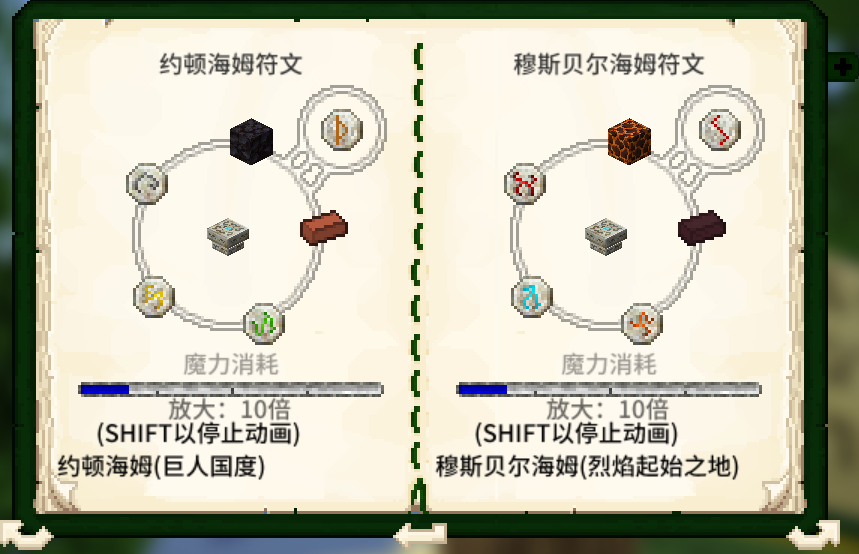 约顿海姆符文
魔力消耗
放大：10倍
(SHIFT以停止动画)
约顿海姆(巨人国度)
穆斯贝尔海姆符文
魔力消耗
放大：10倍
(SHIFT以停止动画)
穆斯贝尔海姆(烈焰起始之地)